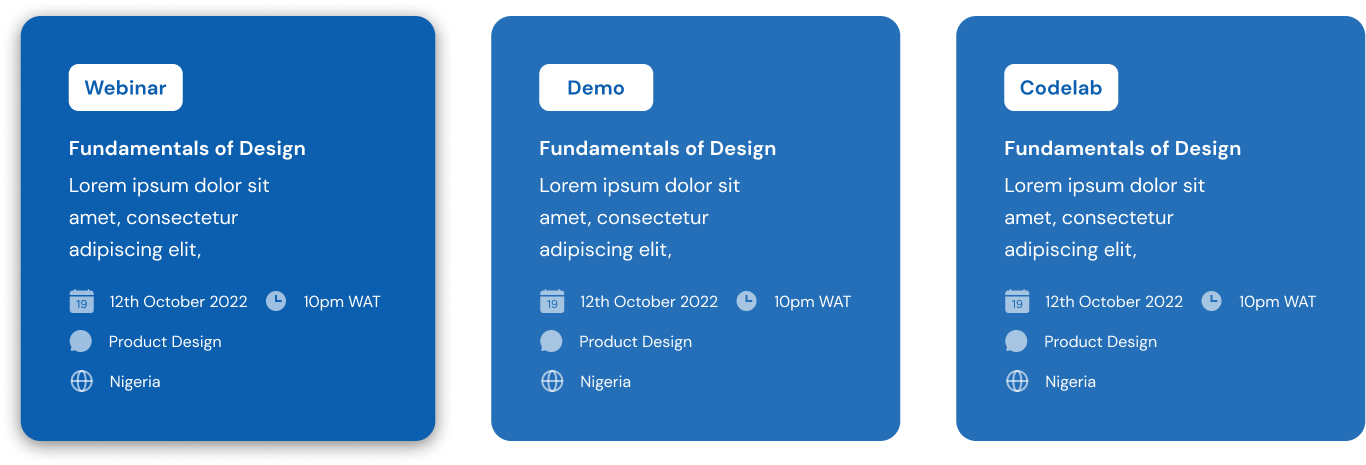 Webinar
Fundamentals of Design
Lorem ipsum dolor sit
amet, consectetur
adipiscing elit,
19 12th October 2022 10pm WAT
Product Design
Nigeria
Demo
Fundamentals of Design
Lorem ipsum dolor sit
amet, consectetur
adipiscing elit,
19 12th October 2022 10pm WAT
Product Design
Nigeria
Codelab
Fundamentals of Design
Lorem ipsum dolor sit
amet, consectetur
adipiscing elit,
19 12th October 2022 10pm WAT
Product Design
Nigeria